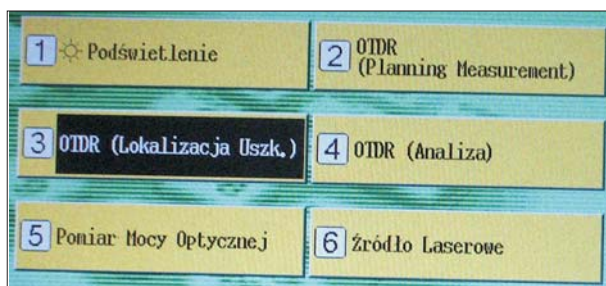 1 Podświetlenie
2 OTDR
(Planning Measurement)
3 OTDR (Lokalizacja Uszk.)
4 OTDR (Analiza)
5 Pomiar Mocy Optycznej
6 Źródło Laserowe